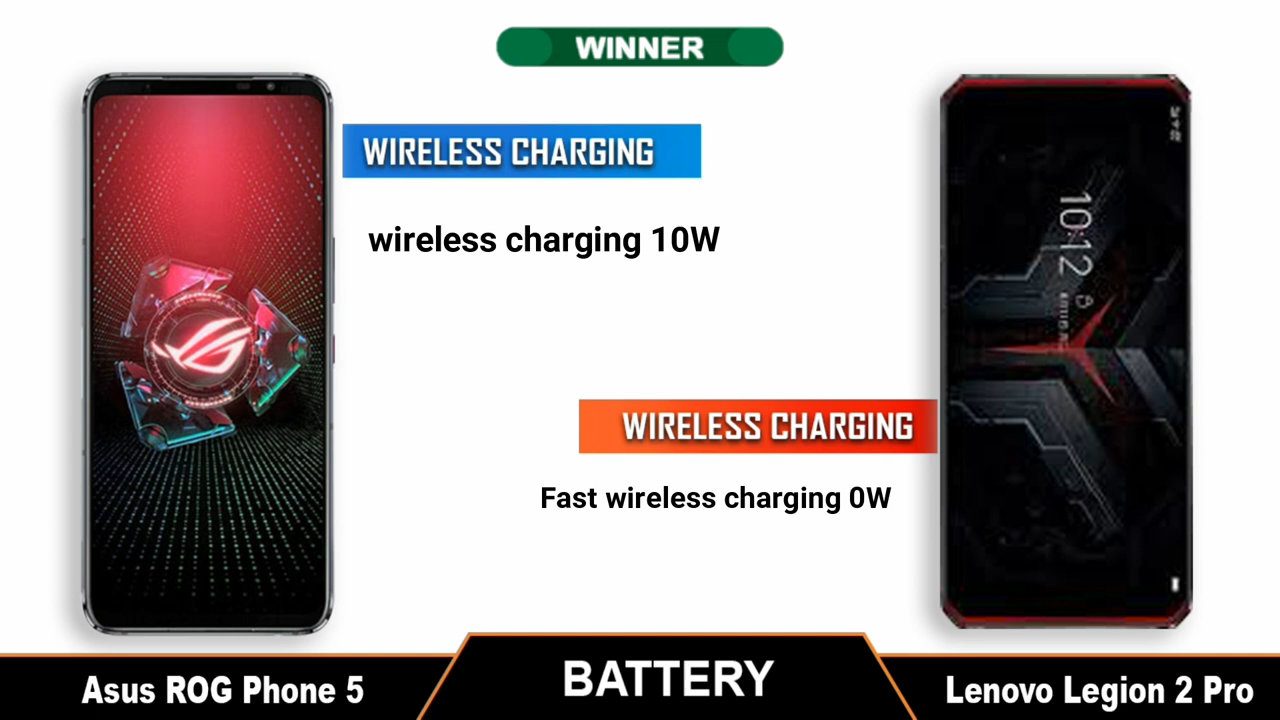 WINNER
WIRELESS CHARGING
wireless charging 10W
1012
WIRELESS CHARGING
Fast wireless charging 0W
Asus ROG Phone 5
BATTERY
Lenovo Legion 2 Pro